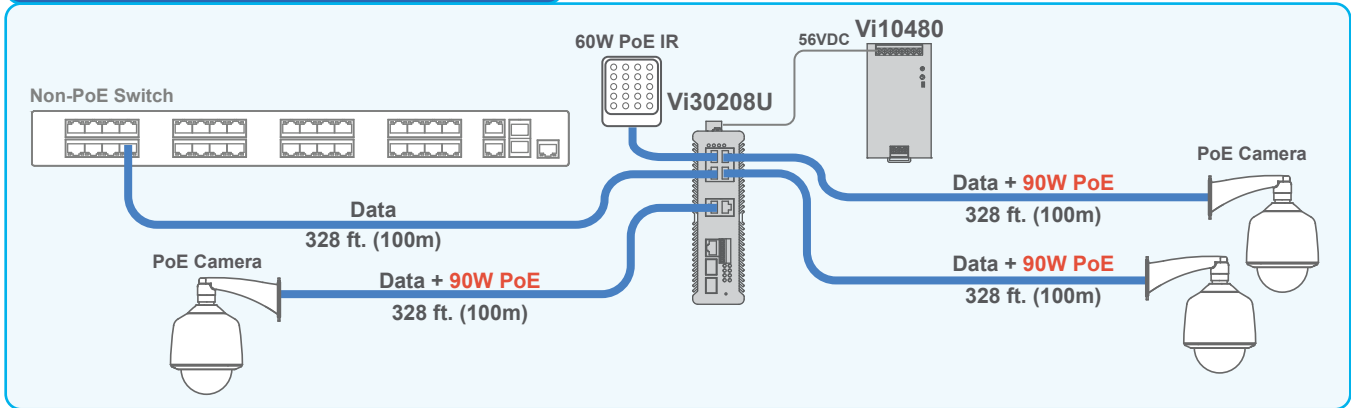 60W PoE IR
56VDC
Vi10480
Non-PoE Switch
Vi30208U
PoE Camera
Data + 90W PoE
328 ft. (100m)
Data
328 ft. (100m)
PoE Camera
Data + 90W PoE
328 ft. (100m)
Data + 90W PoE
328 ft. (100m)